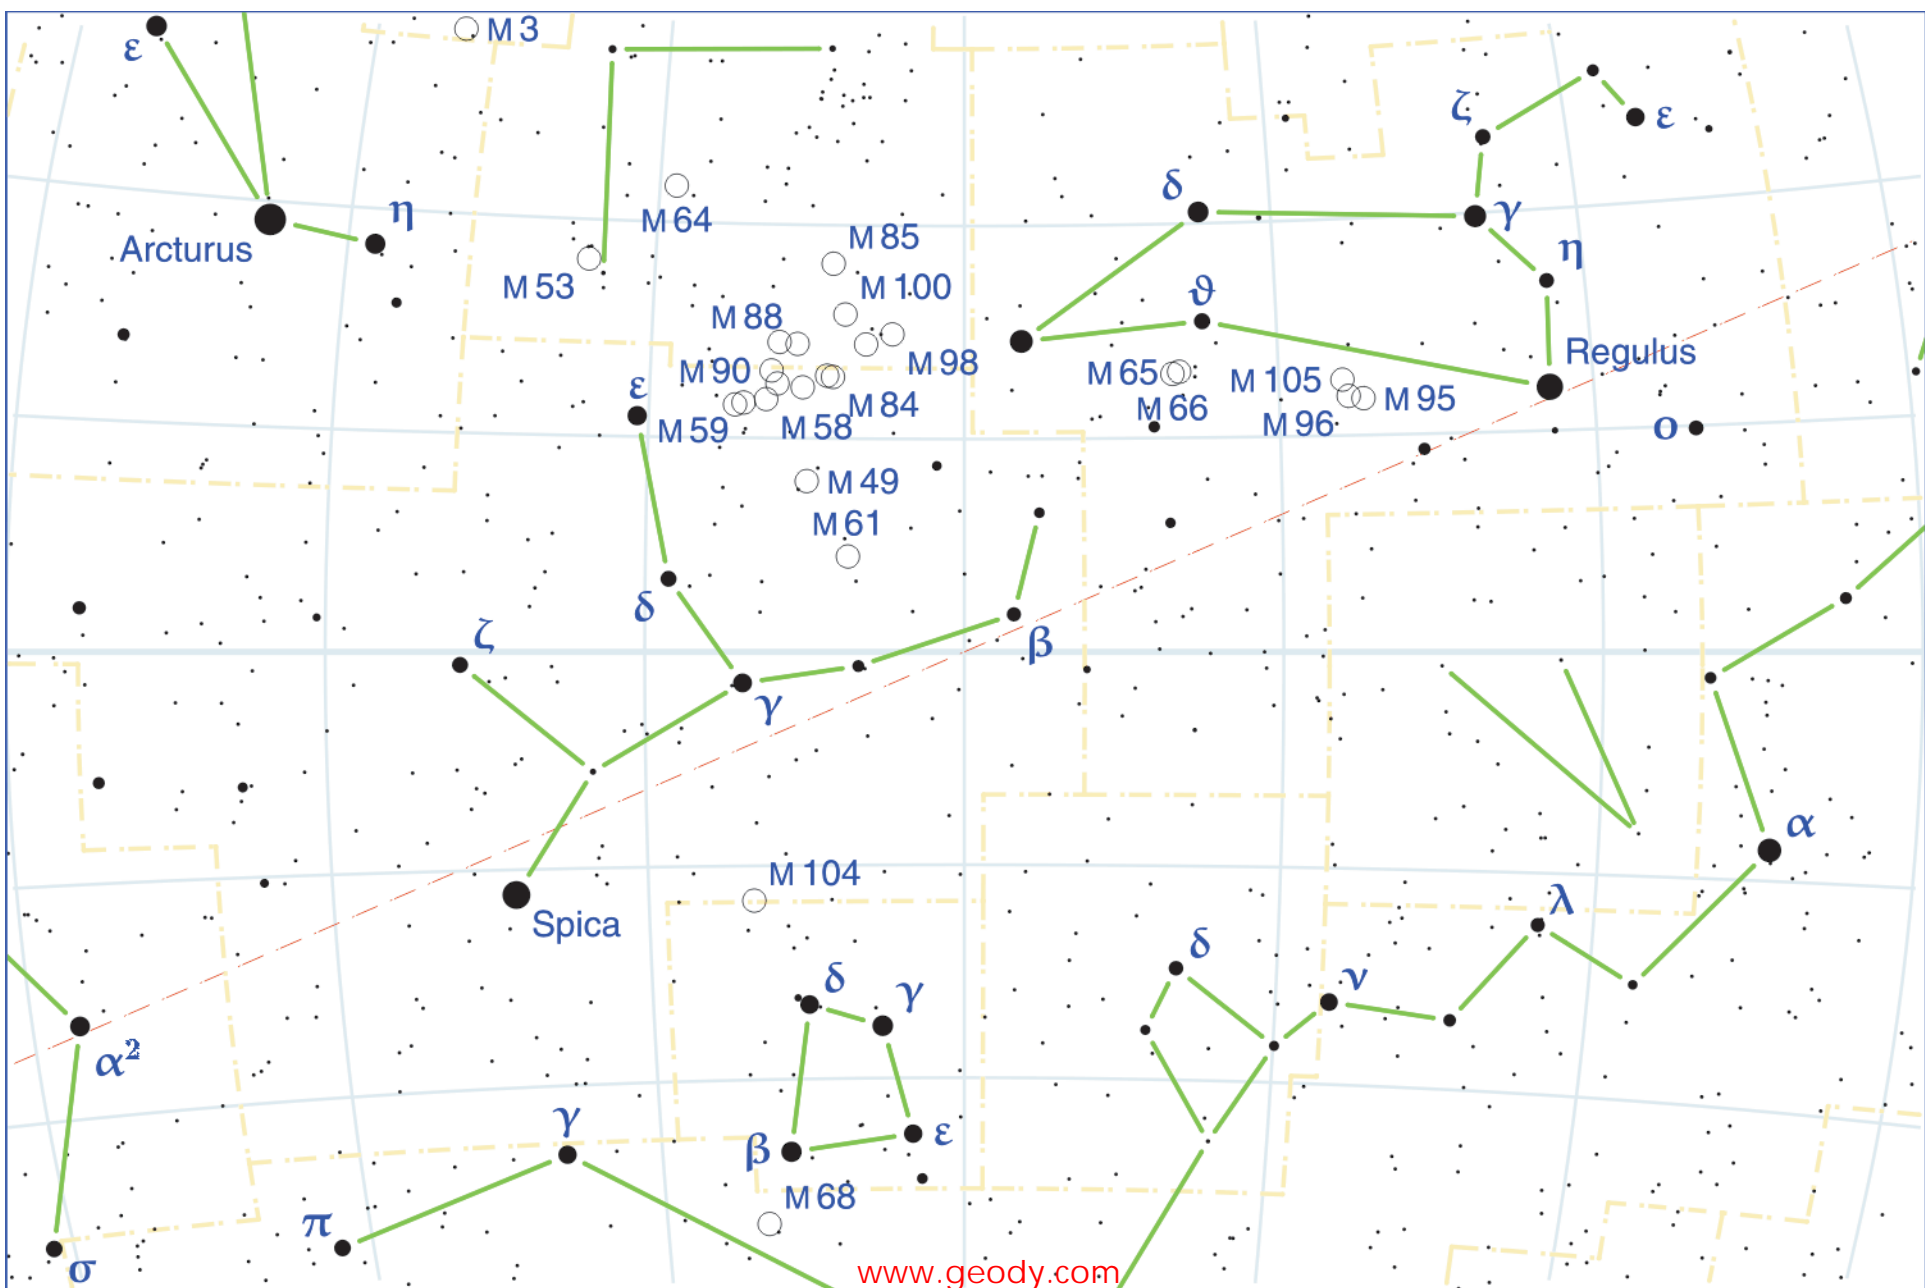 ε
M 3
ζ
ε
δ
γ
η
M 64
Arcturus
M 85
η
M 53
M 100
ϑ
M 88
Regulus
M 90
M 98
M 65
M 105
ε
M 59
M 58
M 84
M 66
M 96
M 95
ο
M 49
M 61
δ
ζ
β
γ
α
M 104
λ
Spica
δ
ν
δ
γ
α²
γ
β
ε
M 68
π
σ
www.geody.com